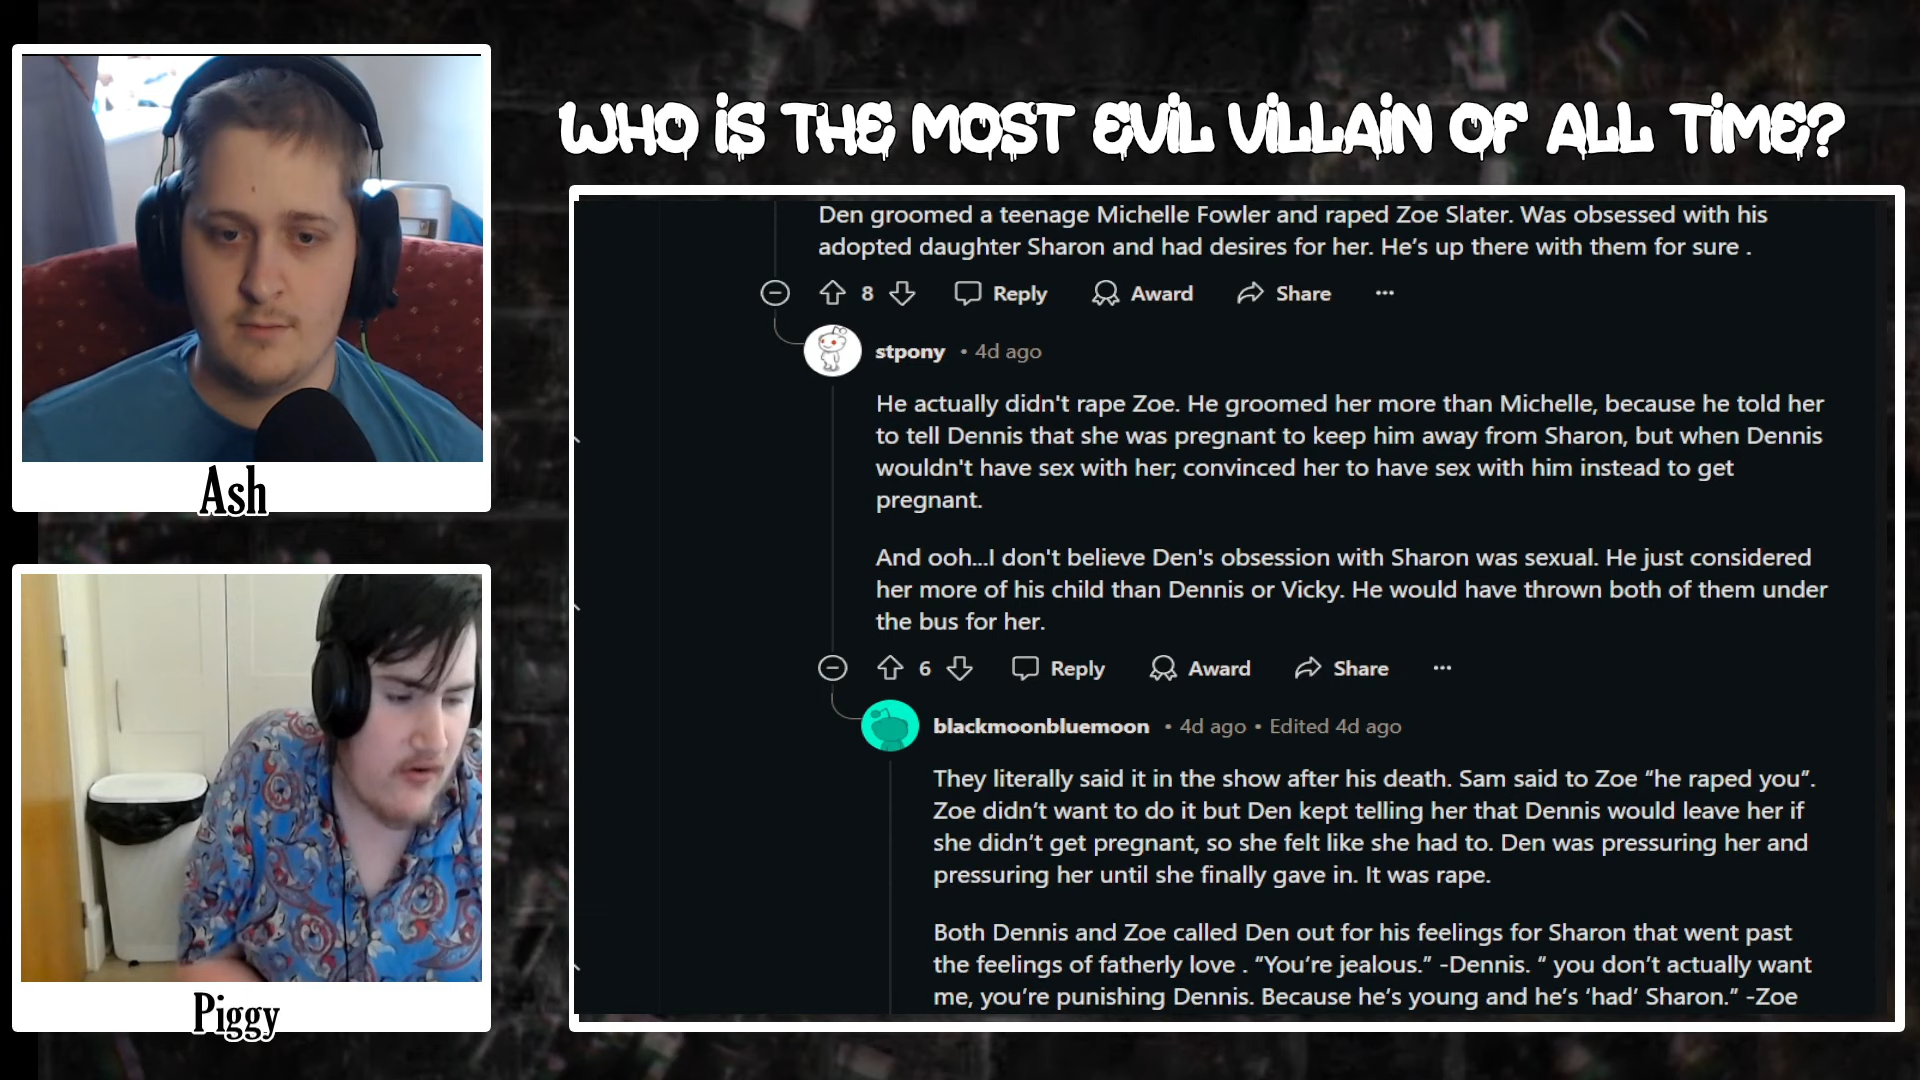 WHO IS THE MOST EVIL VILLAIN OF ALL TIME?
Ash
Piggy
Den groomed a teenage Michelle Fowler and raped Zoe Slater. Was obsessed with his
adopted daughter Sharon and had desires for her. He’s up there with them for sure .
8 Reply Award Share ...
stpony • 4d ago
He actually didn't rape Zoe. He groomed her more than Michelle, because he told her
to tell Dennis that she was pregnant to keep him away from Sharon, but when Dennis
wouldn't have sex with her; convinced her to have sex with him instead to get
pregnant.
And ooh...I don't believe Den's obsession with Sharon was sexual. He just considered
her more of his child than Dennis or Vicky. He would have thrown both of them under
the bus for her.
6 Reply Award Share ...
blackmoonbluemoon • 4d ago • Edited 4d ago
They literally said it in the show after his death. Sam said to Zoe “he raped you”.
Zoe didn’t want to do it but Den kept telling her that Dennis would leave her if
she didn’t get pregnant, so she felt like she had to. Den was pressuring her and
pressuring her until she finally gave in. It was rape.
Both Dennis and Zoe called Den out for his feelings for Sharon that went past
the feelings of fatherly love . “You’re jealous.” -Dennis. “ you don’t actually want
me, you’re punishing Dennis. Because he’s young and he’s ‘had’ Sharon.” -Zoe